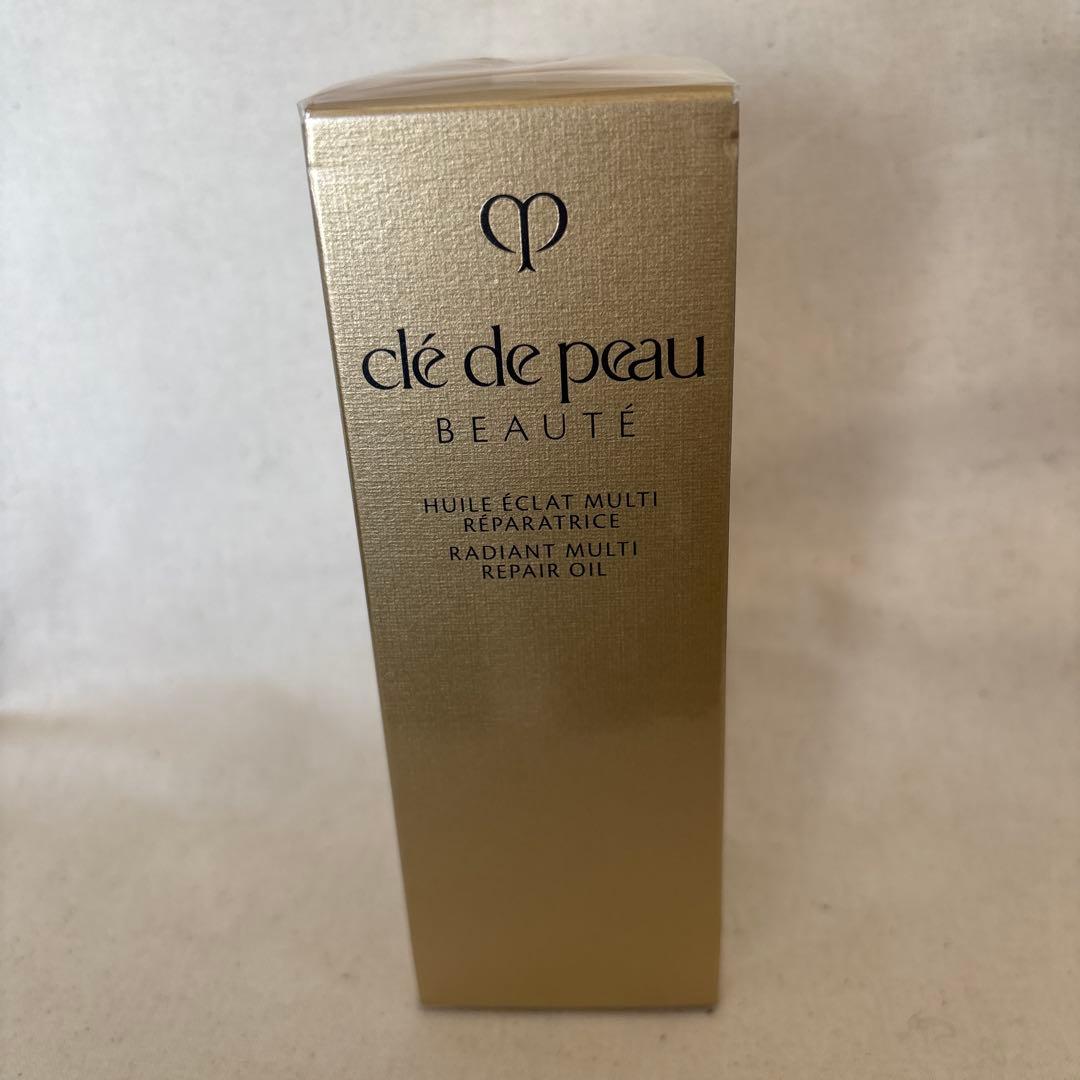 clé de peau
BEAUTÉ
HUILE ÉCLAT MULTI
RÉPARATRICE
RADIANT MULTI
REPAIR OIL